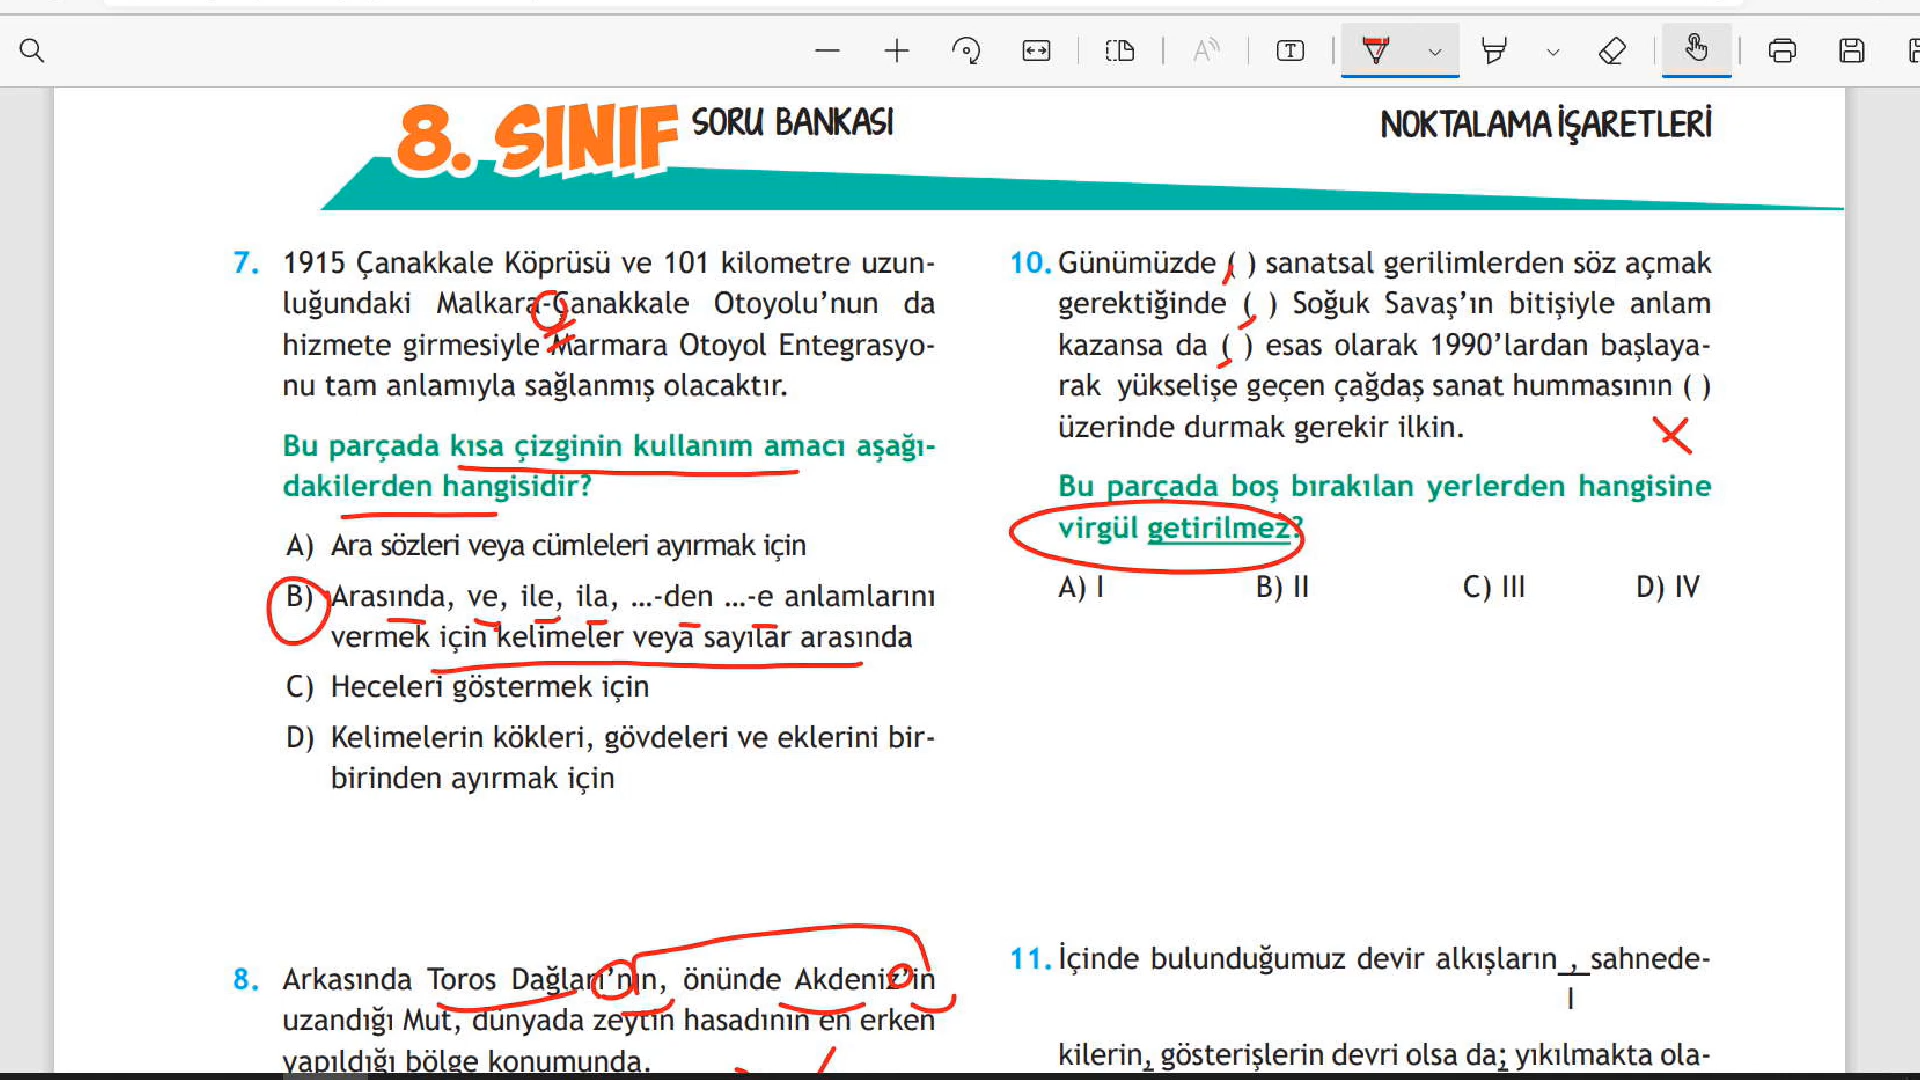 8. SINIF SORU BANKASI
NOKTALAMA İŞARETLERİ
7. 1915 Çanakkale Köprüsü ve 101 kilometre uzun-
luğundaki Malkara-Çanakkale Otoyolu’nun da
hizmete girmesiyle Marmara Otoyol Entegrasyo-
nu tam anlamıyla sağlanmış olacaktır.
Bu parçada kısa çizginin kullanım amacı aşağı-
dakilerden hangisidir?
A) Ara sözleri veya cümleleri ayırmak için
B) Arasında, ve, ile, ila, ...-den ...-e anlamlarını
vermek için kelimeler veya sayılar arasında
C) Heceleri göstermek için
D) Kelimelerin kökleri, gövdeleri ve eklerini bir-
birinden ayırmak için
8. Arkasında Toros Dağları’nın, önünde Akdeniz’in
uzandığı Mut, dünyada zeytin hasadının en erken
yapıldığı bölge konumunda.
10. Günümüzde ( ) sanatsal gerilimlerden söz açmak
gerektiğinde ( ) Soğuk Savaş’ın bitişiyle anlam
kazansa da ( ) esas olarak 1990’lardan başlaya-
rak yükselişe geçen çağdaş sanat hummasının ( )
üzerinde durmak gerekir ilkin.
Bu parçada boş bırakılan yerlerden hangisine
virgül getirilmez?
A) I B) II C) III D) IV
11. İçinde bulunduğumuz devir alkışların , sahnede-
I
kilerin, gösterişlerin devri olsa da; yıkılmakta ola-